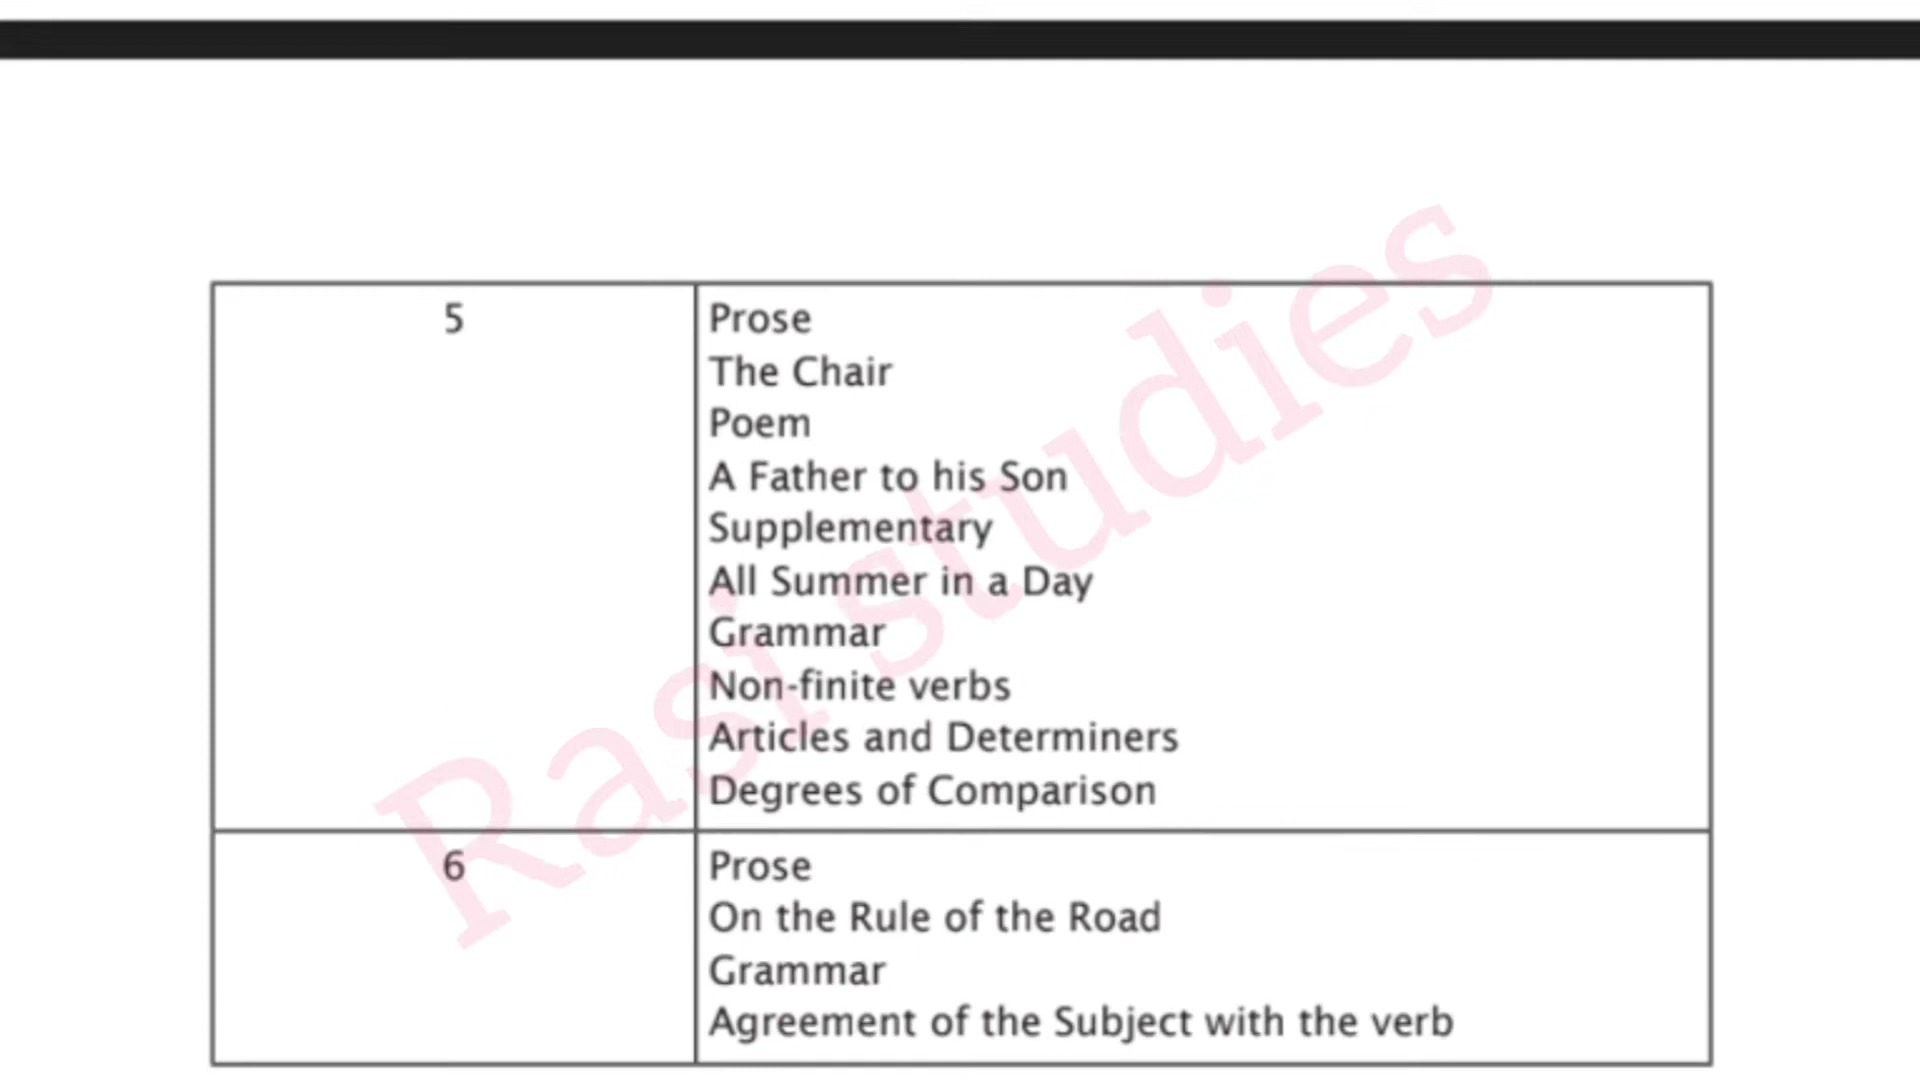 5
Prose
The Chair
Poem
A Father to his Son
Supplementary
All Summer in a Day
Grammar
Non-finite verbs
Articles and Determiners
Degrees of Comparison
6
Prose
On the Rule of the Road
Grammar
Agreement of the Subject with the verb
Rasi studies